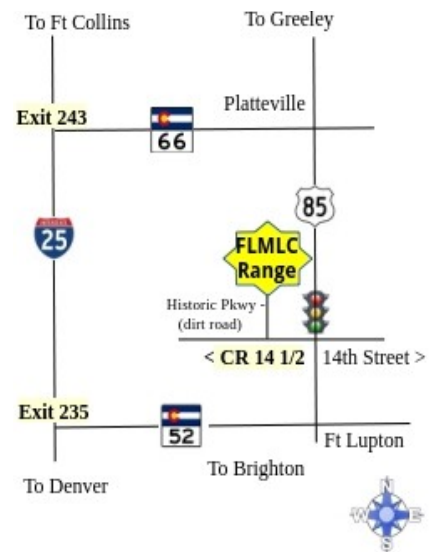 To Ft Collins
To Greeley
Platteville
Exit 243
66
85
25
FLMLC
Range
Historic Pkwy -
(dirt road)
< CR 14 1/2
14th Street >
Exit 235
52
Ft Lupton
To Brighton
To Denver
N
W E
S